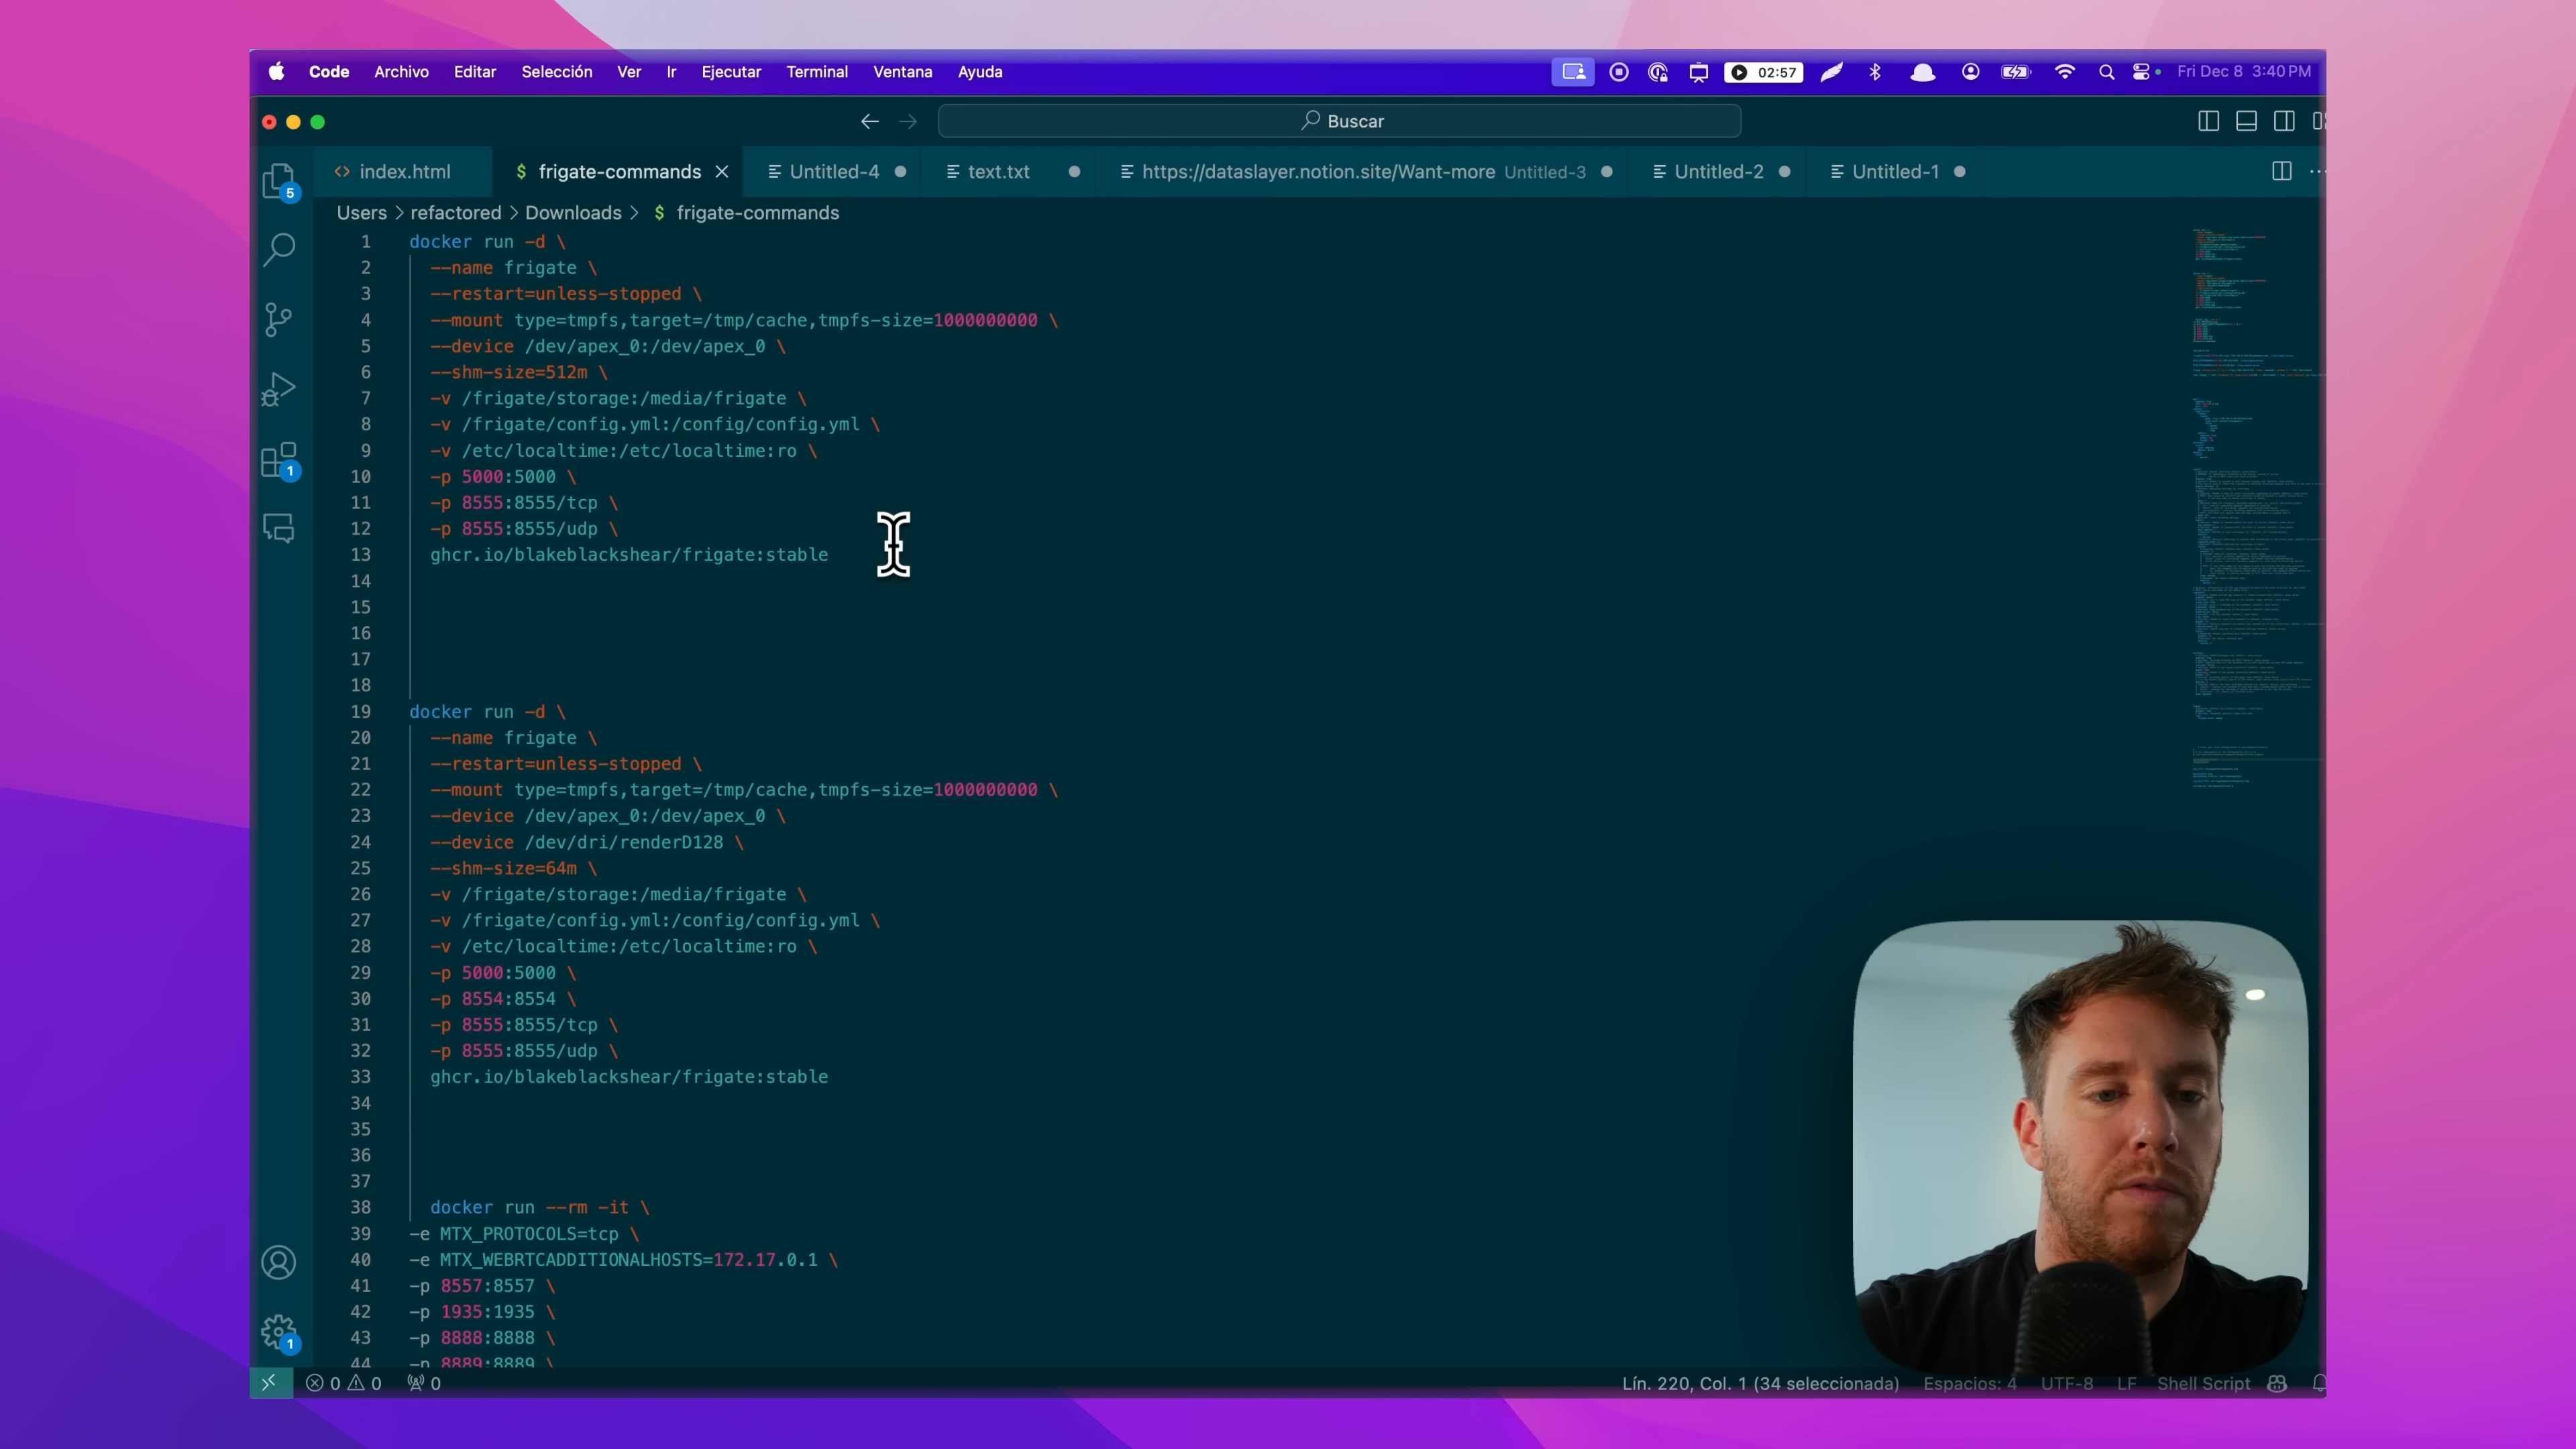 Code Archivo Editar Selección Ver Ir Ejecutar Terminal Ventana Ayuda 02:57 Fri Dec 8 3:40 PM
Buscar
index.html $ frigate-commands Untitled-4 text.txt https://dataslayer.notion.site/Want-more Untitled-3 Untitled-2 Untitled-1
5
Users > refactored > Downloads > $ frigate-commands
1 docker run -d \
2 --name frigate \
3 --restart=unless-stopped \
4 --mount type=tmpfs,target=/tmp/cache,tmpfs-size=1000000000 \
5 --device /dev/apex_0:/dev/apex_0 \
6 --shm-size=512m \
7 -v /frigate/storage:/media/frigate \
8 -v /frigate/config.yml:/config/config.yml \
9 -v /etc/localtime:/etc/localtime:ro \
1
10 -p 5000:5000 \
11 -p 8555:8555/tcp \
12 -p 8555:8555/udp \
13 ghcr.io/blakeblackshear/frigate:stable
14
15
16
17
18
19 docker run -d \
20 --name frigate \
21 --restart=unless-stopped \
22 --mount type=tmpfs,target=/tmp/cache,tmpfs-size=1000000000 \
23 --device /dev/apex_0:/dev/apex_0 \
24 --device /dev/dri/renderD128 \
25 --shm-size=64m \
26 -v /frigate/storage:/media/frigate \
27 -v /frigate/config.yml:/config/config.yml \
28 -v /etc/localtime:/etc/localtime:ro \
29 -p 5000:5000 \
30 -p 8554:8554 \
31 -p 8555:8555/tcp \
32 -p 8555:8555/udp \
33 ghcr.io/blakeblackshear/frigate:stable
34
35
36
37
38 docker run --rm -it \
39 -e MTX_PROTOCOLS=tcp \
40 -e MTX_WEBRTCADDITIONALHOSTS=172.17.0.1 \
41 -p 8557:8557 \
42 -p 1935:1935 \
43 -p 8888:8888 \
1
44 -p 8889:8889 \
0 0 0 Lín. 220, Col. 1 (34 seleccionada) Espacios: 4 UTF-8 LF Shell Script